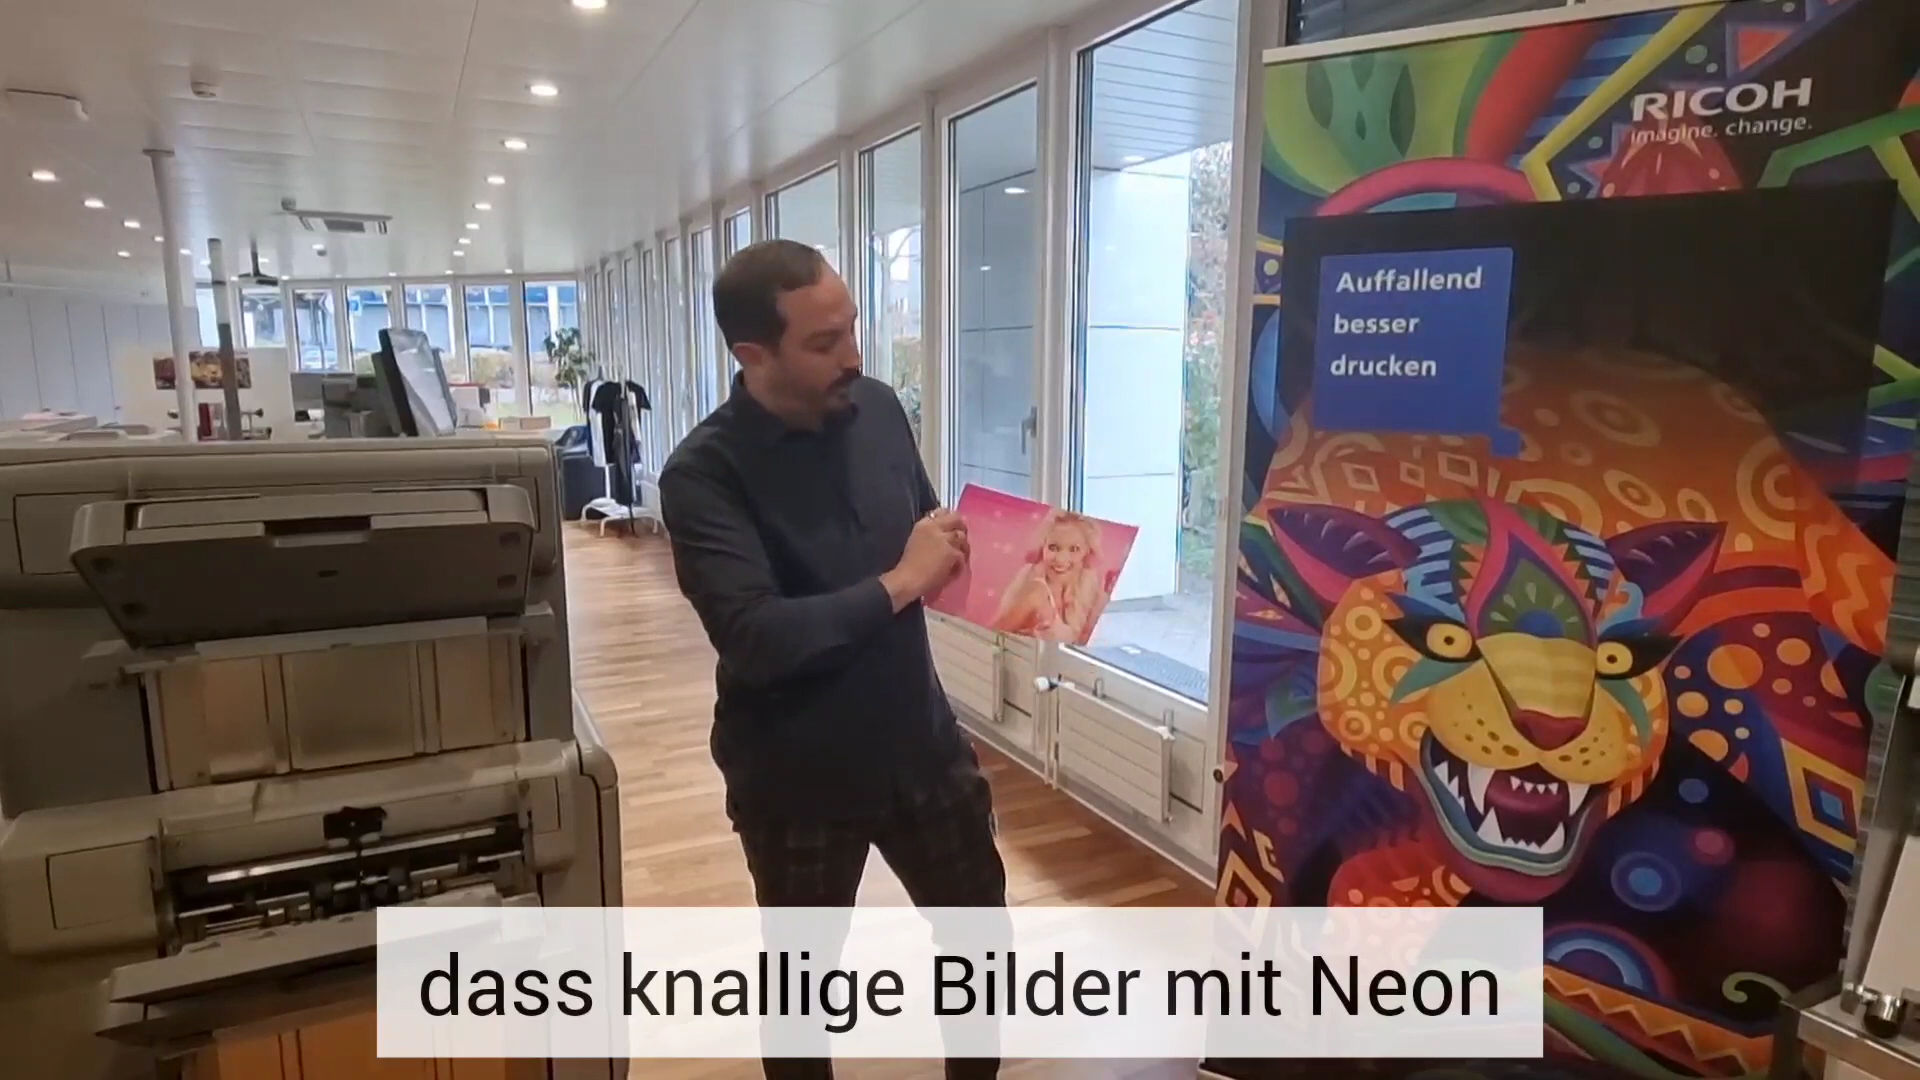 RICOH
imagine. change.
Auffallend
besser
drucken
dass knallige Bilder mit Neon